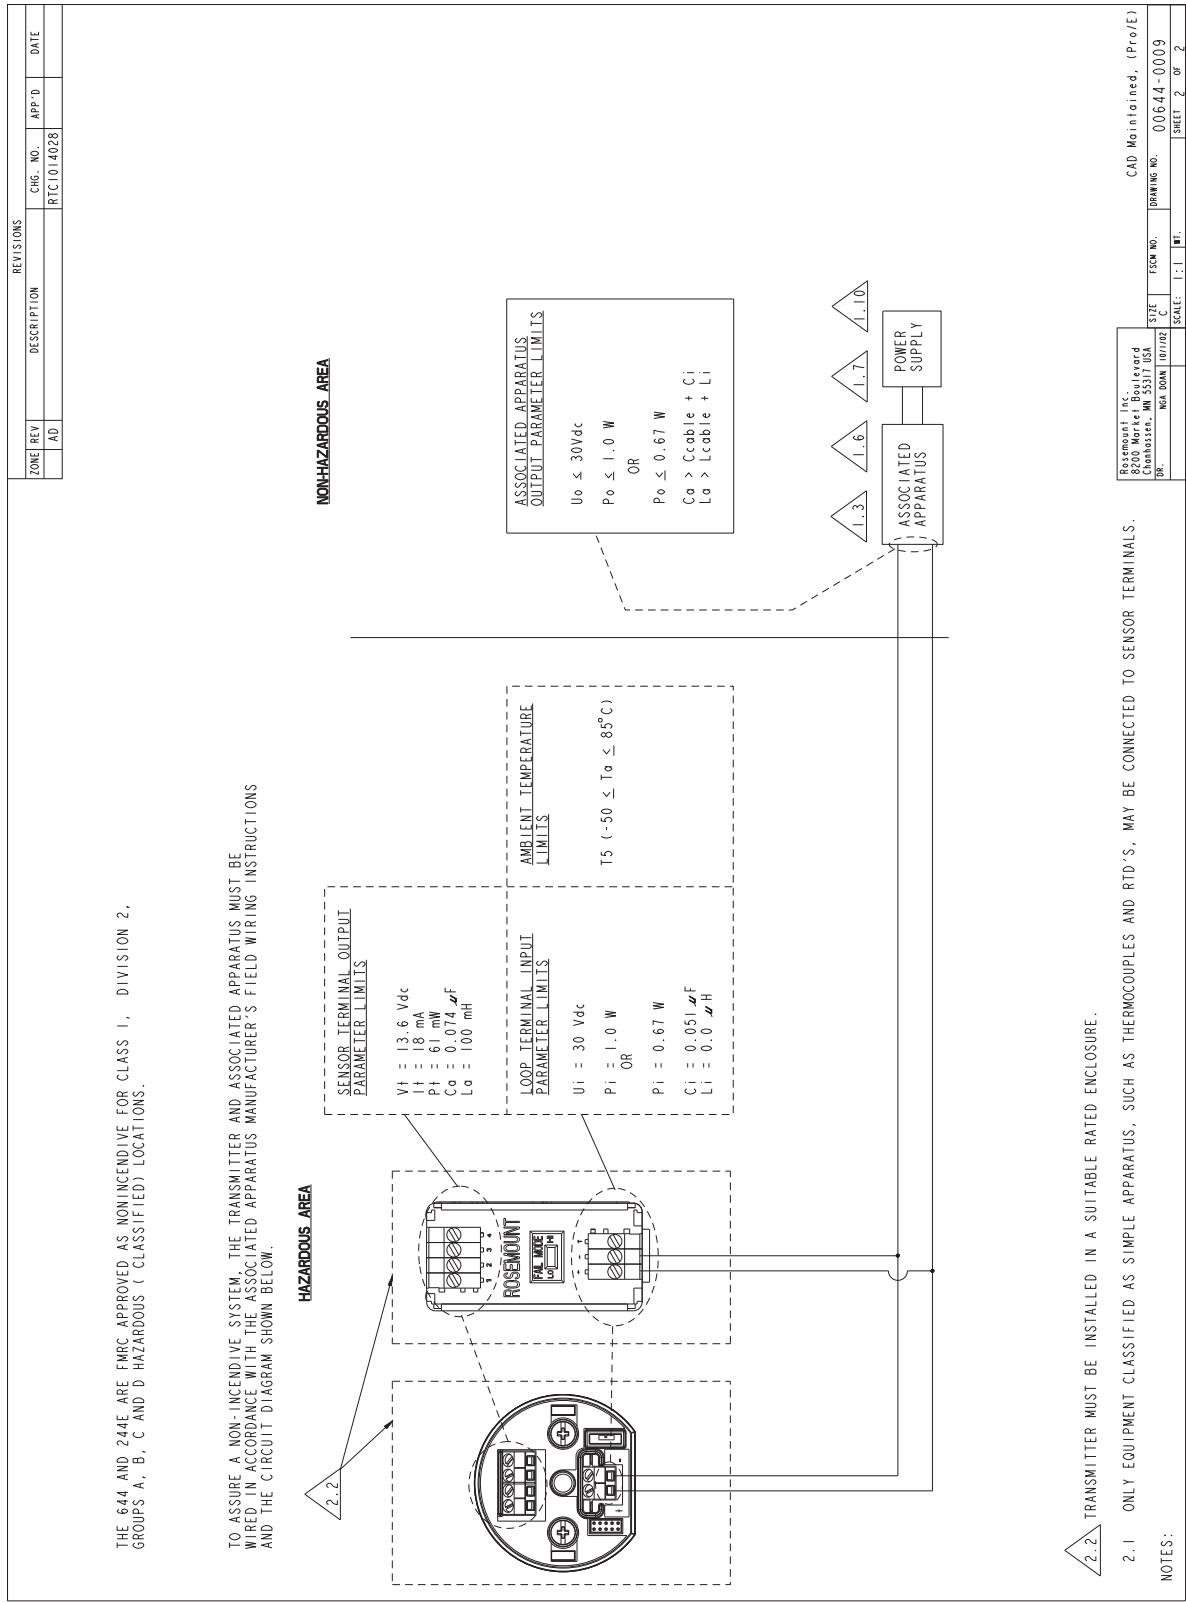 REVISIONS
ZONE REV DESCRIPTION CHG. NO. APP'D DATE
AD RTC1014028
THE 644 AND 244E ARE FMRC APPROVED AS NONINCENDIVE FOR CLASS I, DIVISION 2,
GROUPS A, B, C AND D HAZARDOUS ( CLASSIFIED) LOCATIONS.
TO ASSURE A NON-INCENDIVE SYSTEM, THE TRANSMITTER AND ASSOCIATED APPARATUS MUST BE
WIRED IN ACCORDANCE WITH THE ASSOCIATED APPARATUS MANUFACTURER'S FIELD WIRING INSTRUCTIONS
AND THE CIRCUIT DIAGRAM SHOWN BELOW.
HAZARDOUS AREA
NON-HAZARDOUS AREA
2.2
SENSOR TERMINAL OUTPUT
PARAMETER LIMITS
Vt = 13.6 Vdc
It = 18 mA
Pt = 61 mW
Ca = 0.074 µF
La = 100 mH
LOOP TERMINAL INPUT
PARAMETER LIMITS
Ui = 30 Vdc
Pi = 1.0 W
OR
Pi = 0.67 W
Ci = 0.051 µF
Li = 0.0 µH
AMBIENT TEMPERATURE
LIMITS
T5 (-50 ≤ Ta ≤ 85°C)
ASSOCIATED APPARATUS
OUTPUT PARAMETER LIMITS
Uo ≤ 30Vdc
Po ≤ 1.0 W
OR
Po ≤ 0.67 W
Ca > Ccable + Ci
La > Lcable + Li
1 2 3 4
ROSEMOUNT
FAIL MODE
LO HI
+ - T
+ -
1.3
1.6
1.7
1.10
ASSOCIATED
APPARATUS
POWER
SUPPLY
2.2 TRANSMITTER MUST BE INSTALLED IN A SUITABLE RATED ENCLOSURE.
2.1 ONLY EQUIPMENT CLASSIFIED AS SIMPLE APPARATUS, SUCH AS THERMOCOUPLES AND RTD'S, MAY BE CONNECTED TO SENSOR TERMINALS.
NOTES:
CAD Maintained, (Pro/E)
Rosemount Inc.
8200 Market Boulevard
Chanhassen, MN 55317 USA
DR. NGA DOAN 10/1/02
SIZE C
FSCM NO.
DRAWING NO. 00644-0009
SCALE: 1:1 WT. SHEET 2 OF 2